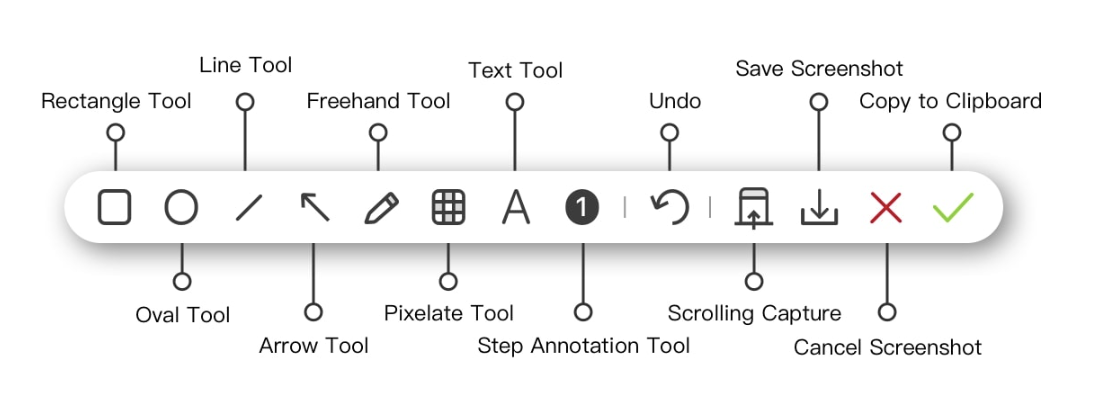 Line Tool
Text Tool
Save Screenshot
Rectangle Tool
Freehand Tool
Undo
Copy to Clipboard
A
1
Oval Tool
Pixelate Tool
Scrolling Capture
Arrow Tool
Step Annotation Tool
Cancel Screenshot